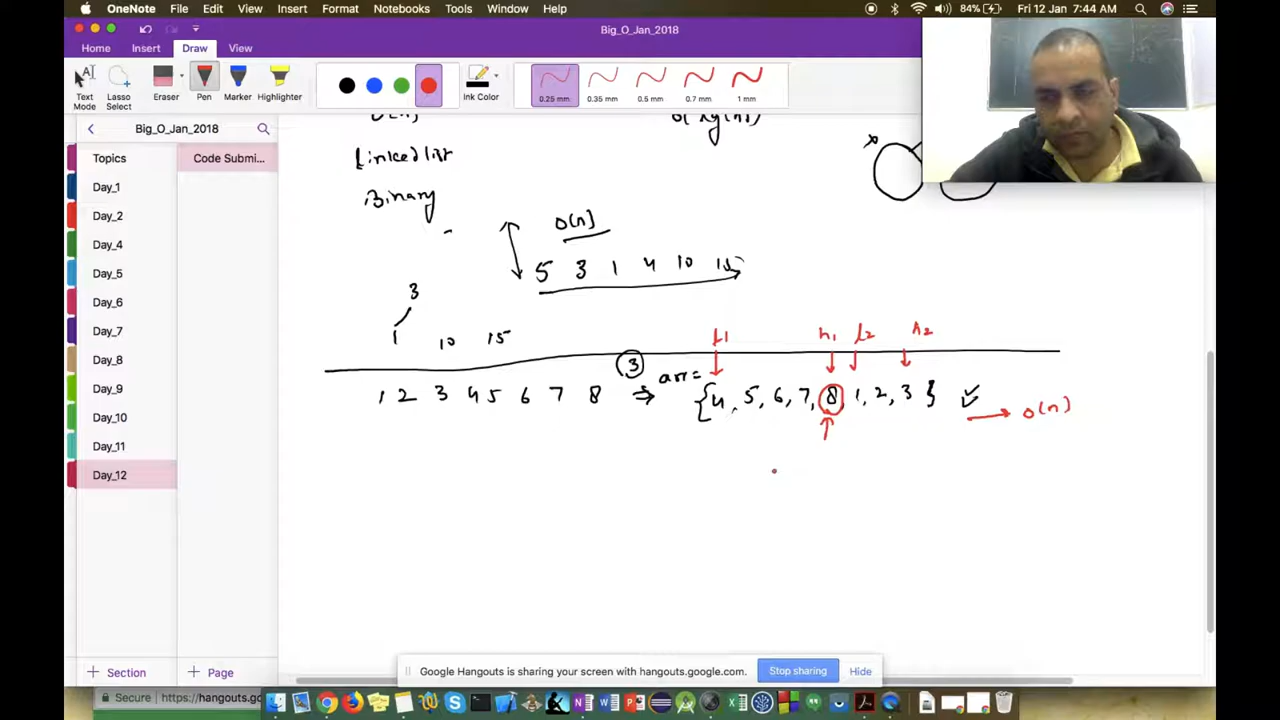 OneNote File Edit View Insert Format Notebooks Tools Window Help 84% Fri 12 Jan 7:44 AM
Big_O_Jan_2018
Home Insert Draw View
Text Mode Lasso Select Eraser Pen Marker Highlighter Ink Color 0.25 mm 0.35 mm 0.5 mm 0.7 mm 1 mm
Big_O_Jan_2018
Topics
Day_1
Day_2
Day_4
Day_5
Day_6
Day_7
Day_8
Day_9
Day_10
Day_11
Day_12
Code Submi...
Linked list
Binary
O(n)
5 3 1 4 10 15
3
1 10 15
l1 h1 l2 h2
3
1 2 3 4 5 6 7 8 ⇒ arr = {4, 5, 6, 7, 8, 1, 2, 3} ✓ → O(n)
+ Section + Page
Google Hangouts is sharing your screen with hangouts.google.com. Stop sharing Hide
Secure https://hangouts.go